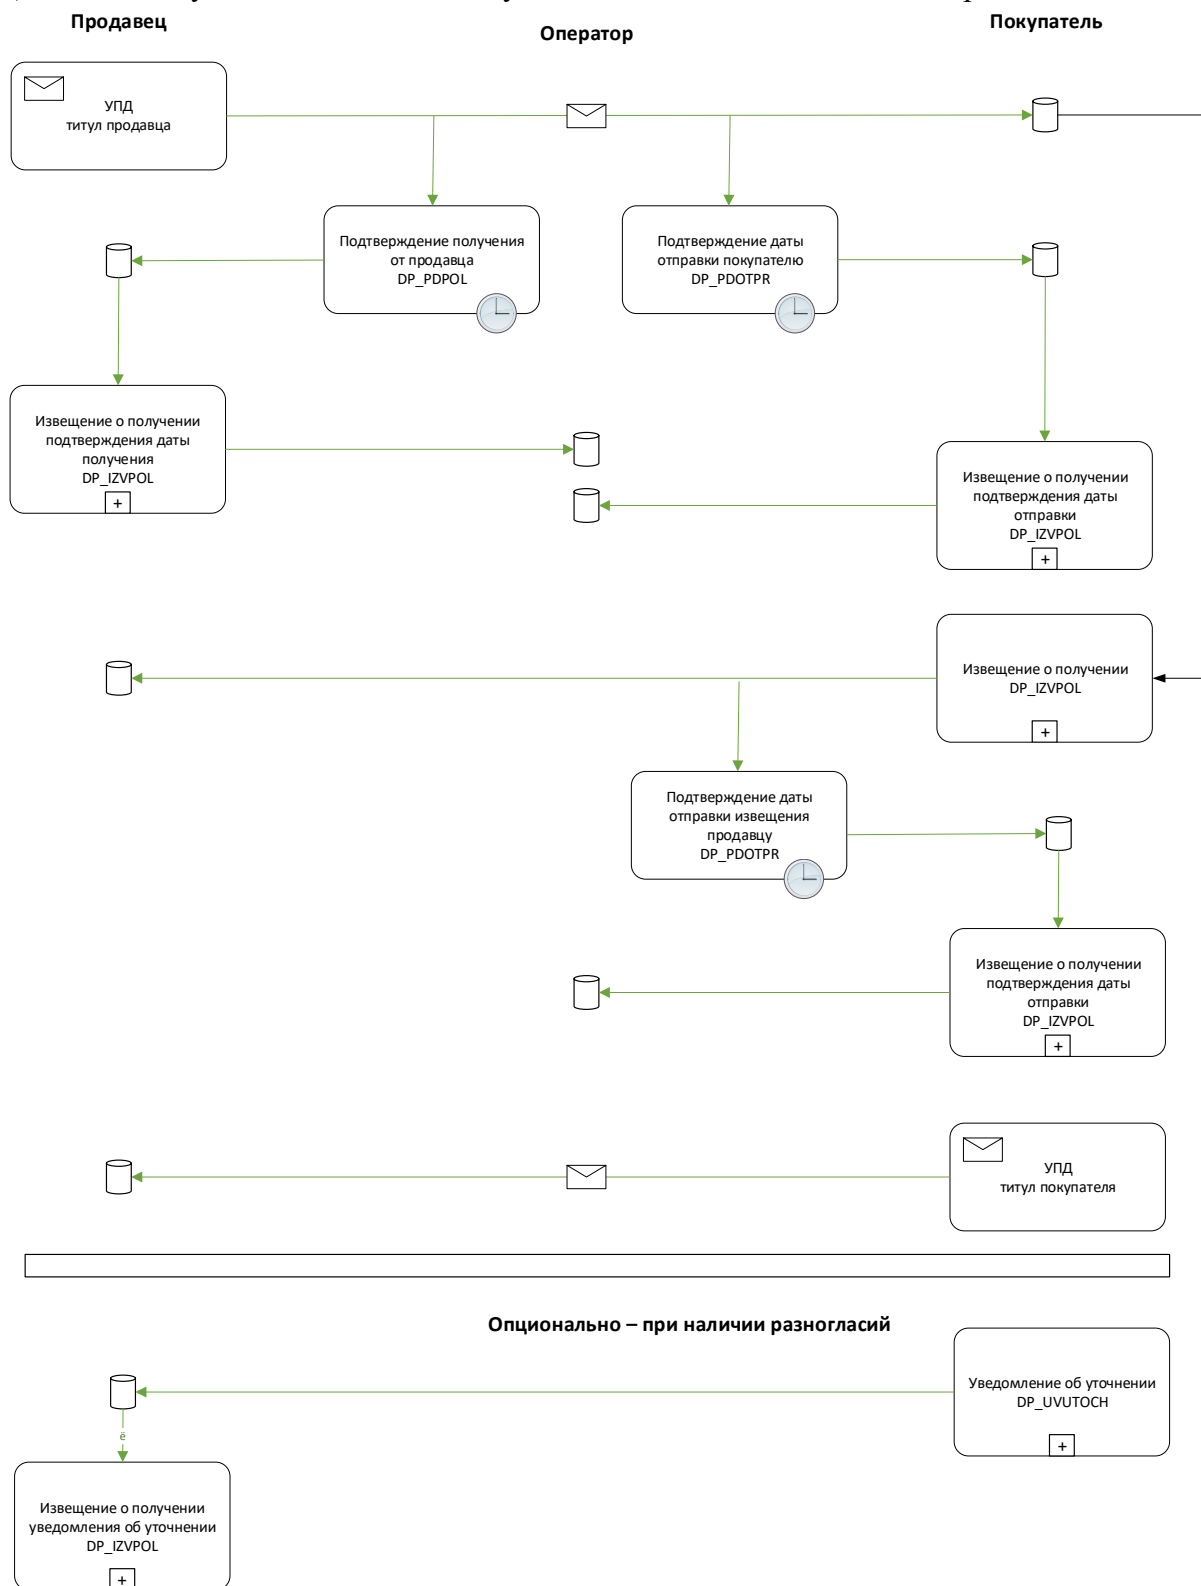 Продавец
Оператор
Покупатель
УПД
титул продавца
Подтверждение получения
от продавца
DP_PDPOL
Подтверждение даты
отправки покупателю
DP_PDOTPR
Извещение о получении
подтверждения даты
получения
DP_IZVPOL
+
Извещение о получении
подтверждения даты
отправки
DP_IZVPOL
+
Извещение о получении
DP_IZVPOL
+
Подтверждение даты
отправки извещения
продавцу
DP_PDOTPR
Извещение о получении
подтверждения даты
отправки
DP_IZVPOL
+
УПД
титул покупателя
Опционально – при наличии разногласий
Уведомление об уточнении
DP_UVUTOCH
+
ё
Извещение о получении
уведомления об уточнении
DP_IZVPOL
+